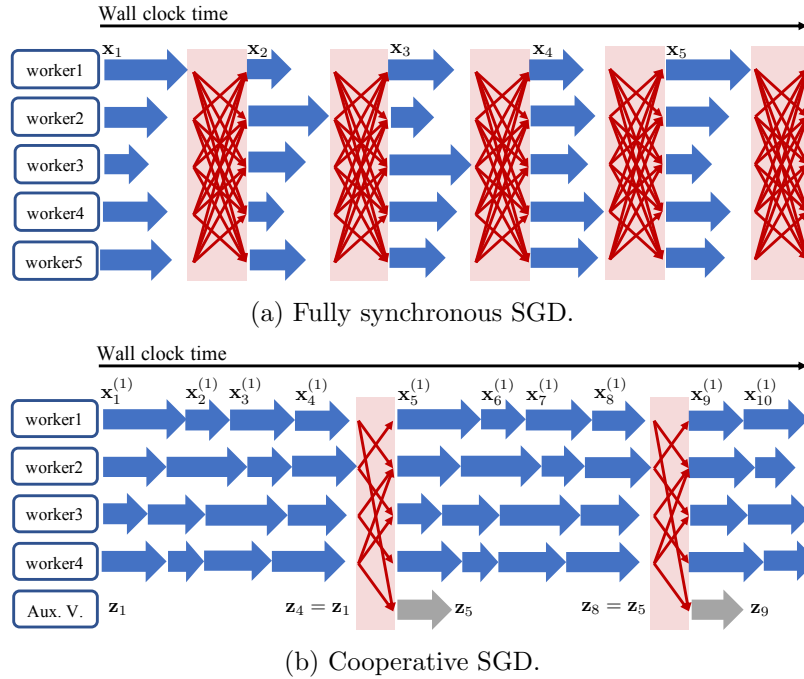 Wall clock time
x₁ x₂ x₃ x₄ x₅
worker1
worker2
worker3
worker4
worker5
(a) Fully synchronous SGD.
Wall clock time
x₁⁽¹⁾ x₂⁽¹⁾ x₃⁽¹⁾ x₄⁽¹⁾ x₅⁽¹⁾ x₆⁽¹⁾ x₇⁽¹⁾ x₈⁽¹⁾ x₉⁽¹⁾ x₁₀⁽¹⁾
worker1
worker2
worker3
worker4
Aux. V. z₁ z₄ = z₁ z₅ z₈ = z₅ z₉
(b) Cooperative SGD.